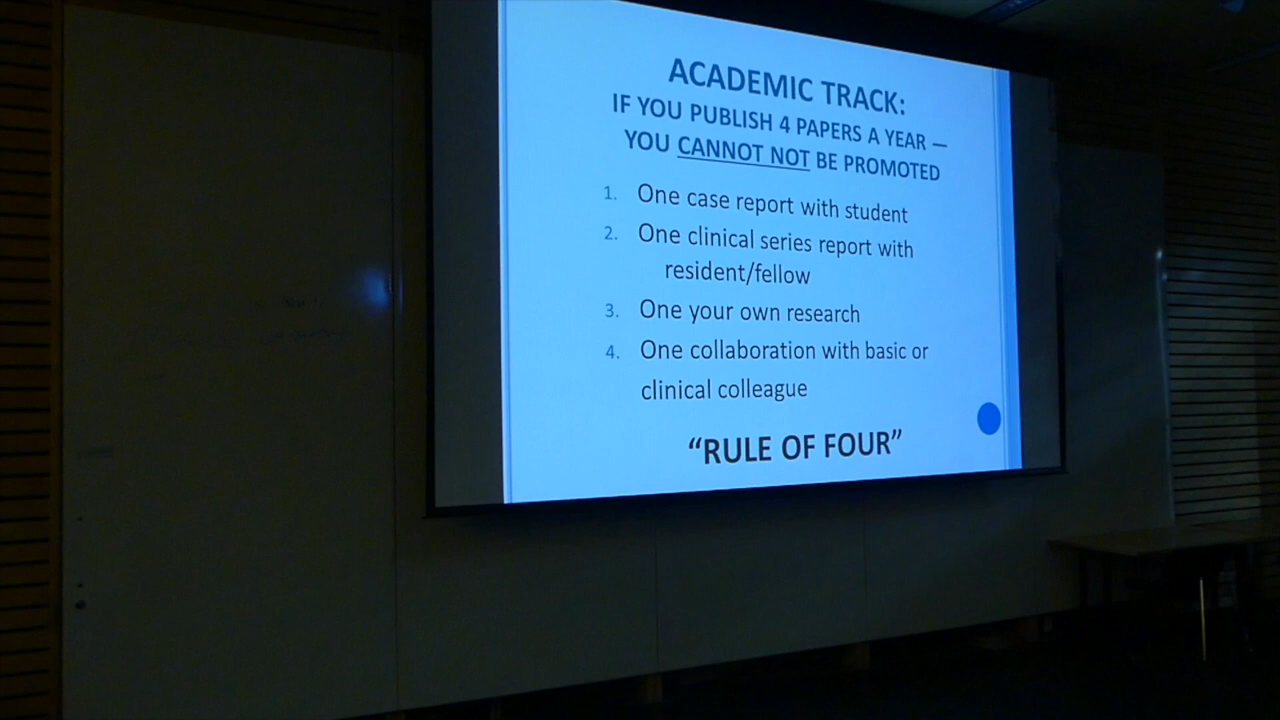 ACADEMIC TRACK:
IF YOU PUBLISH 4 PAPERS A YEAR —
YOU CANNOT NOT BE PROMOTED
1. One case report with student
2. One clinical series report with
resident/fellow
3. One your own research
4. One collaboration with basic or
clinical colleague
“RULE OF FOUR”